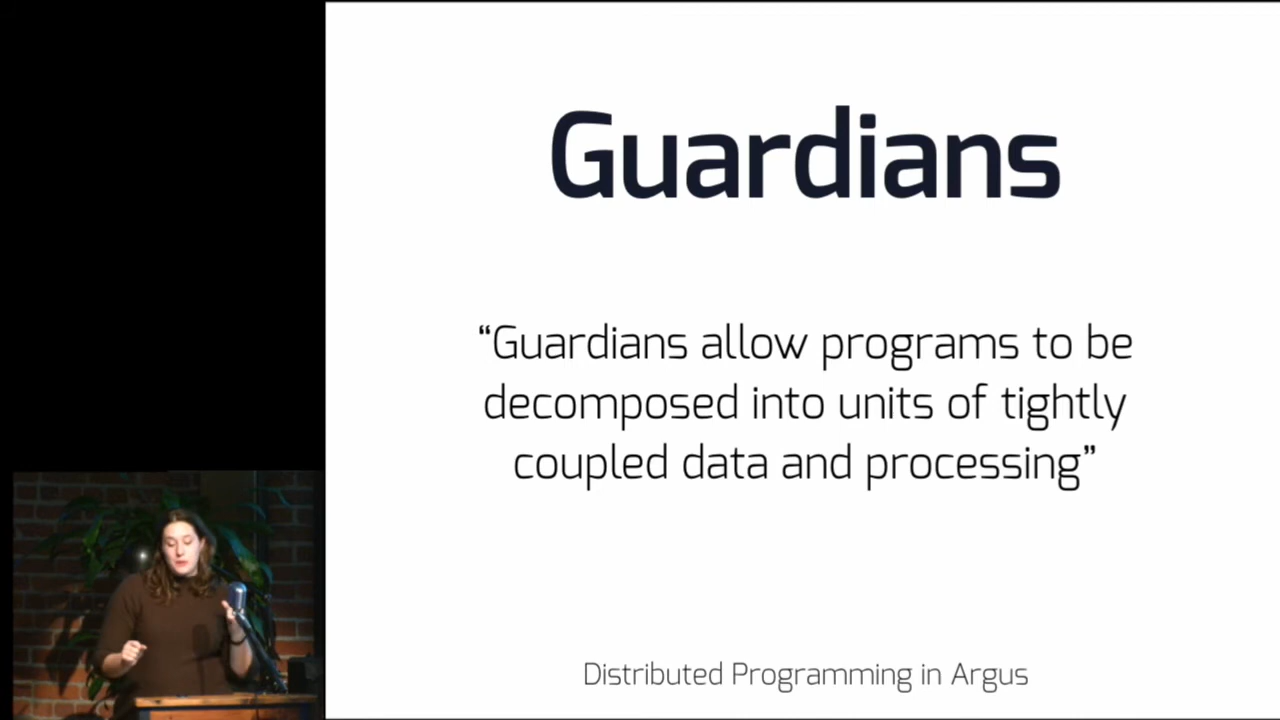 Guardians
“Guardians allow programs to be
decomposed into units of tightly
coupled data and processing”
Distributed Programming in Argus